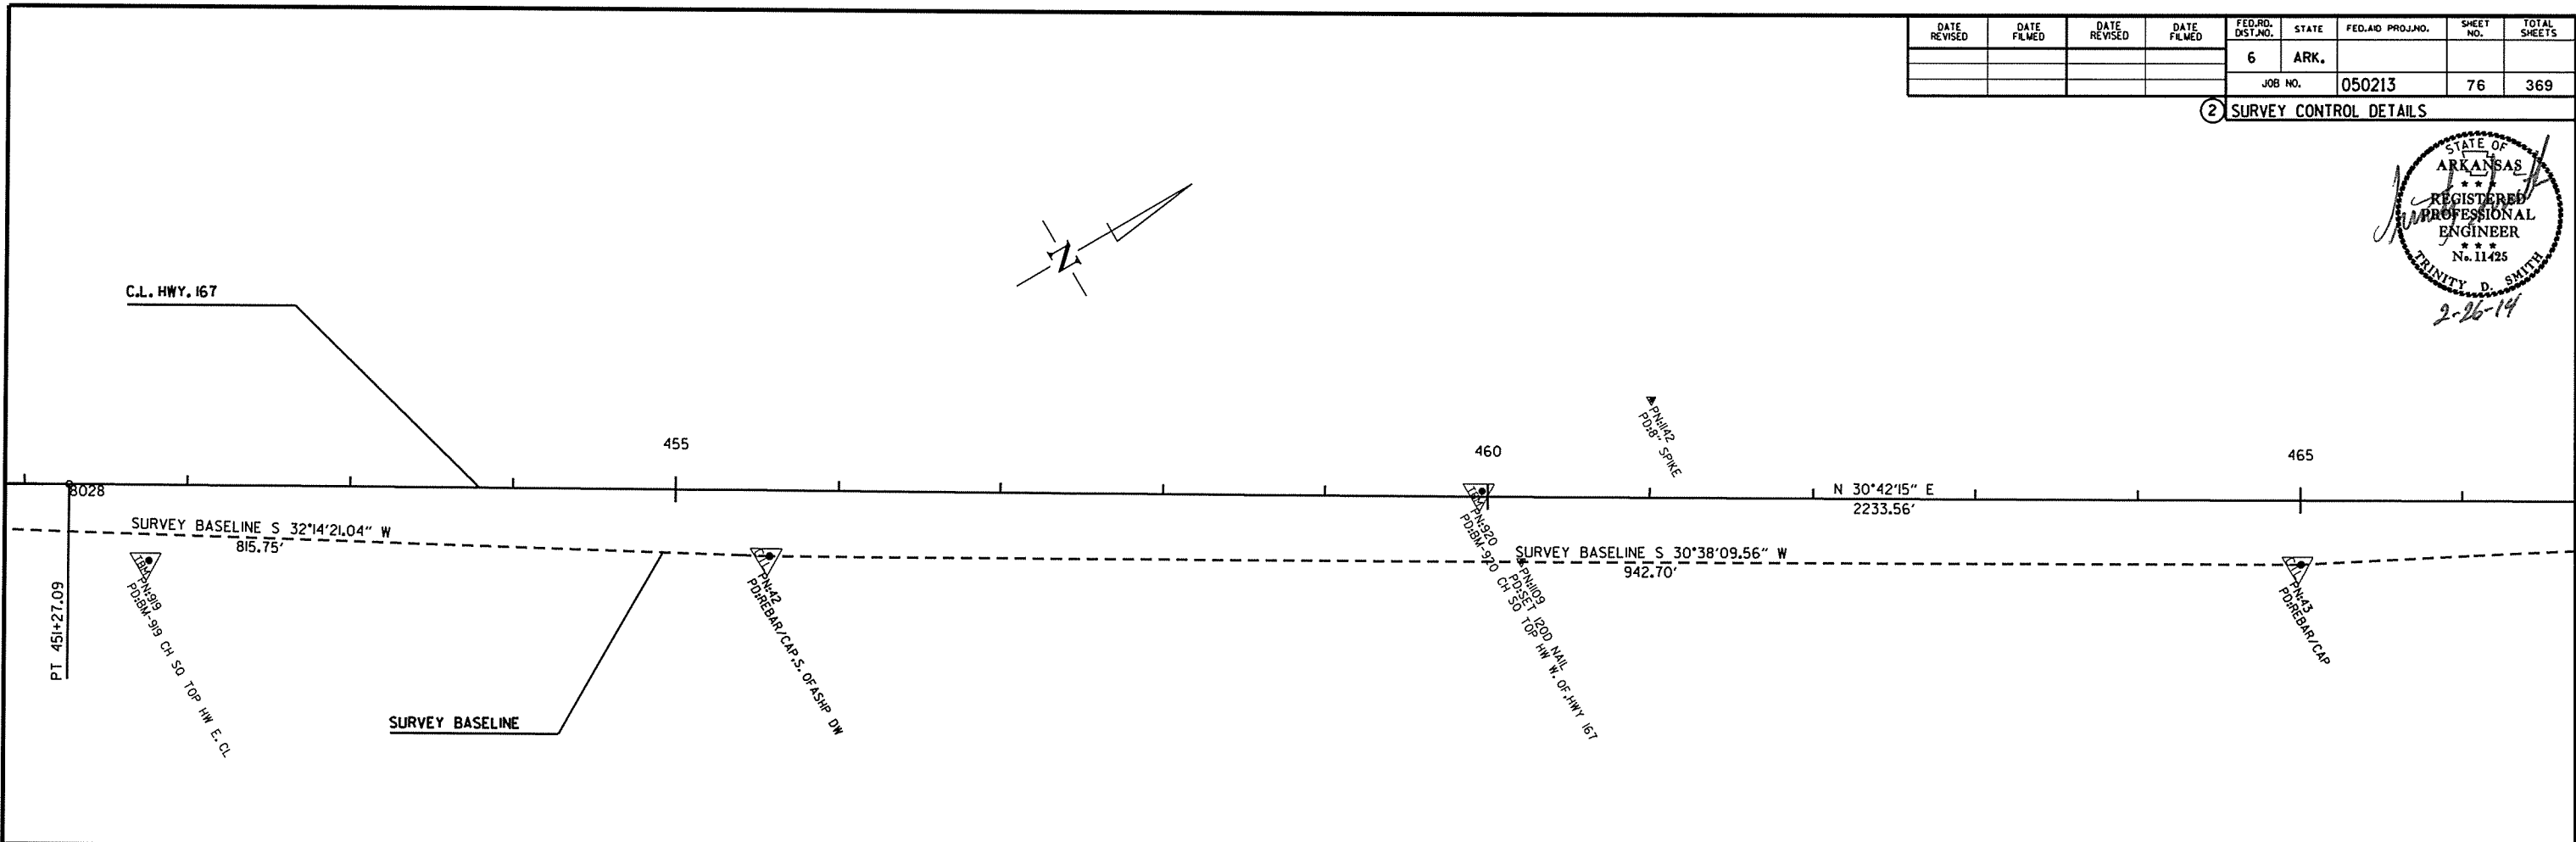 DATE REVISED
DATE FILMED
DATE REVISED
DATE FILMED
FED.RD. DIST.NO.
STATE
FED.AID PROJ.NO.
SHEET NO.
TOTAL SHEETS
6
ARK.
JOB NO.
050213
76
369
2
SURVEY CONTROL DETAILS
STATE OF
ARKANSAS
* * *
REGISTERED
PROFESSIONAL
ENGINEER
* * *
No. 11425
TRINITY D. SMITH
2-26-14
N
C.L. HWY. 167
455
460
465
PN:1142
PD:8" SPIKE
8028
N 30°42'15" E
2233.56'
SURVEY BASELINE S 32°14'21.04" W
815.75'
SURVEY BASELINE S 30°38'09.56" W
942.70'
PT 451+27.09
TBM
PN:919
PD:BM-919 CH SQ TOP HW E. CL
CTL
PN:42
PD:REBAR/CAP,S. OFASHP DW
TBM
PN:920
PD:BM-920 CH SQ TOP HW W. OF,HWY 167
PN:1109
PD:SET 120D NAIL
CTL
PN:43
PD:REBAR/CAP
SURVEY BASELINE